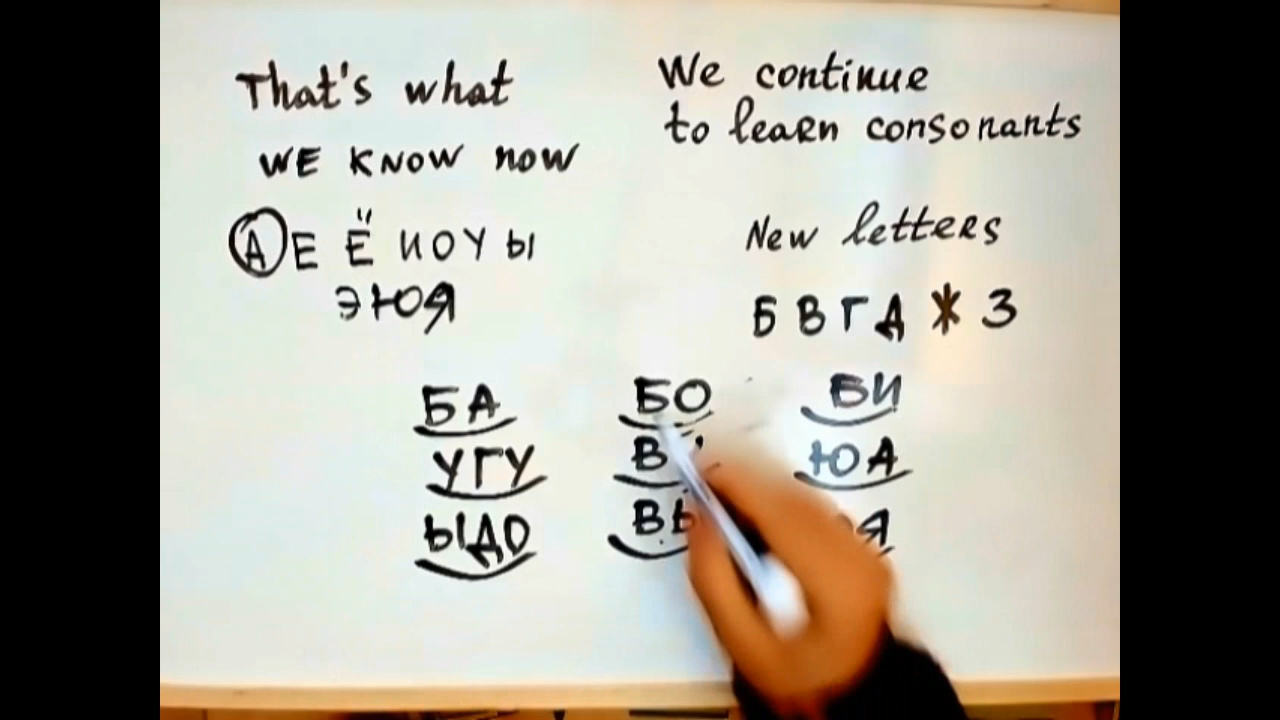 That's what
WE KNOW now
А Е Ё И О У Ы
Э Ю Я
We continue
to learn consonants
New letters
Б В Г Д Ж З
БА БО БИ
УГУ ЮА
ЫДО